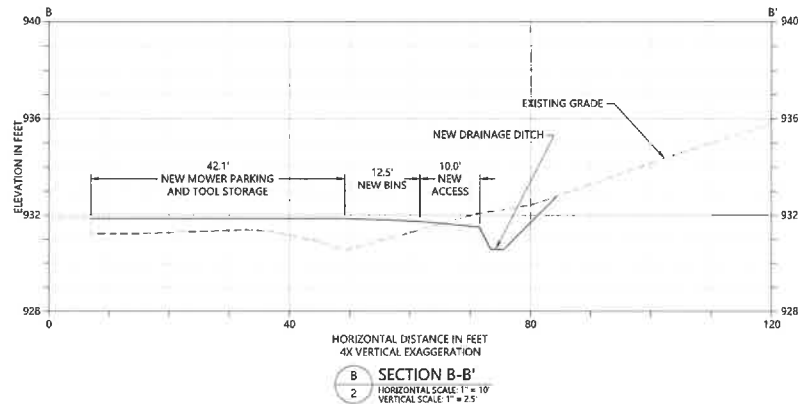 B
B'
940
940
936
936
932
932
928
928
ELEVATION IN FEET
EXISTING GRADE
NEW DRAINAGE DITCH
42.1'
NEW MOWER PARKING
AND TOOL STORAGE
12.5'
NEW BINS
10.0'
NEW
ACCESS
0
40
80
120
HORIZONTAL DISTANCE IN FEET
4X VERTICAL EXAGGERATION
B
2
SECTION B-B'
HORIZONTAL SCALE: 1" = 10'
VERTICAL SCALE: 1" = 2.5'